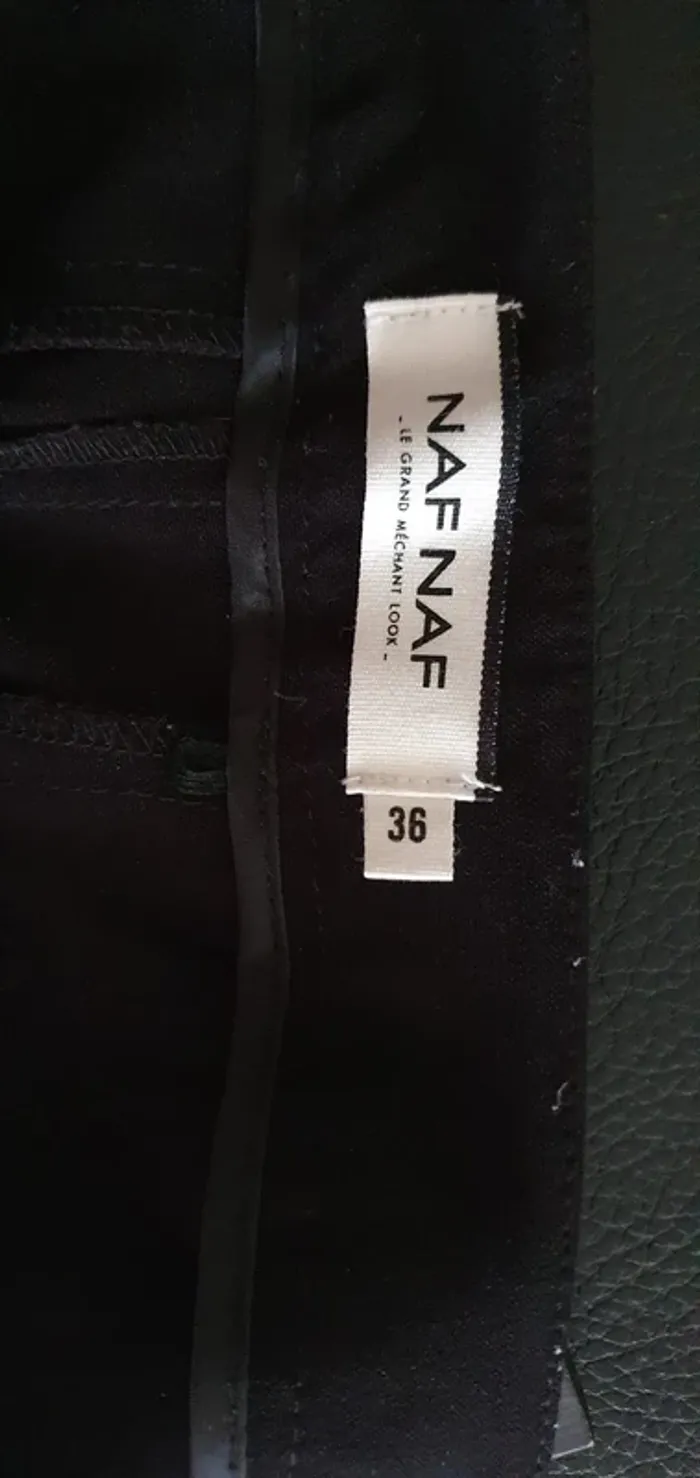 NAF NAF
- LE GRAND MÉCHANT LOOK -
36